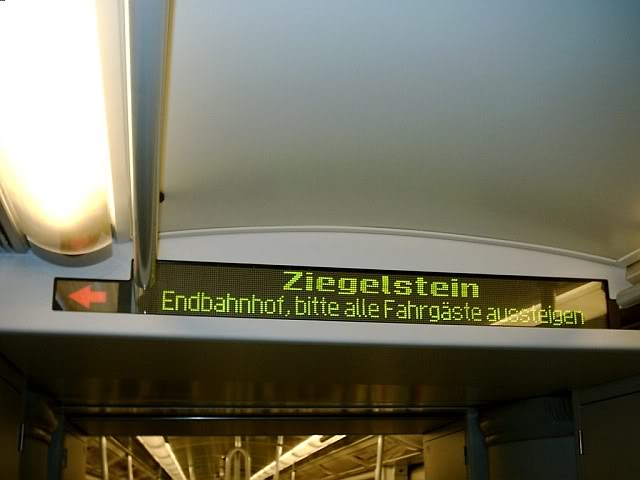 Ziegelstein
Endbahnhof, bitte alle Fahrgäste aussteigen